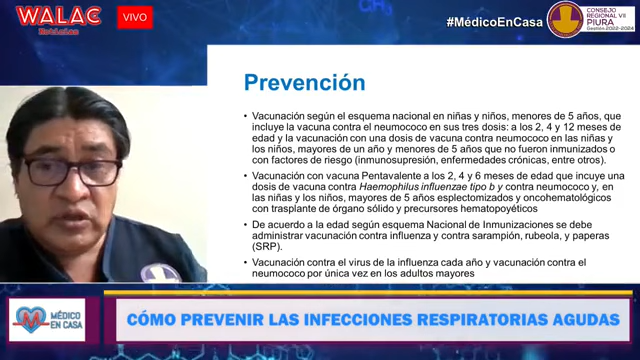 WALAC
Noticias
VIVO
CH₃
#MédicoEnCasa
CONSEJO
REGIONAL VII
PIURA
Gestión 2022-2024
Prevención
• Vacunación según el esquema nacional en niñas y niños, menores de 5 años, que
incluye la vacuna contra el neumococo en sus tres dosis: a los 2, 4 y 12 meses de
edad y la vacunación con una dosis de vacuna contra neumococo en las niñas y
los niños, mayores de un año y menores de 5 años que no fueron inmunizados o
con factores de riesgo (inmunosupresión, enfermedades crónicas, entre otros).
• Vacunación con vacuna Pentavalente a los 2, 4 y 6 meses de edad que incluye una
dosis de vacuna contra Haemophilus influenzae tipo b y contra neumococo y, en
las niñas y los niños, mayores de 5 años esplectomizados y oncohematológicos
con trasplante de órgano sólido y precursores hematopoyéticos
• De acuerdo a la edad según esquema Nacional de Inmunizaciones se debe
administrar vacunación contra influenza y contra sarampión, rubeola, y paperas
(SRP).
• Vacunación contra el virus de la influenza cada año y vacunación contra el
neumococo por única vez en los adultos mayores
MÉDICO
EN CASA
CÓMO PREVENIR LAS INFECCIONES RESPIRATORIAS AGUDAS